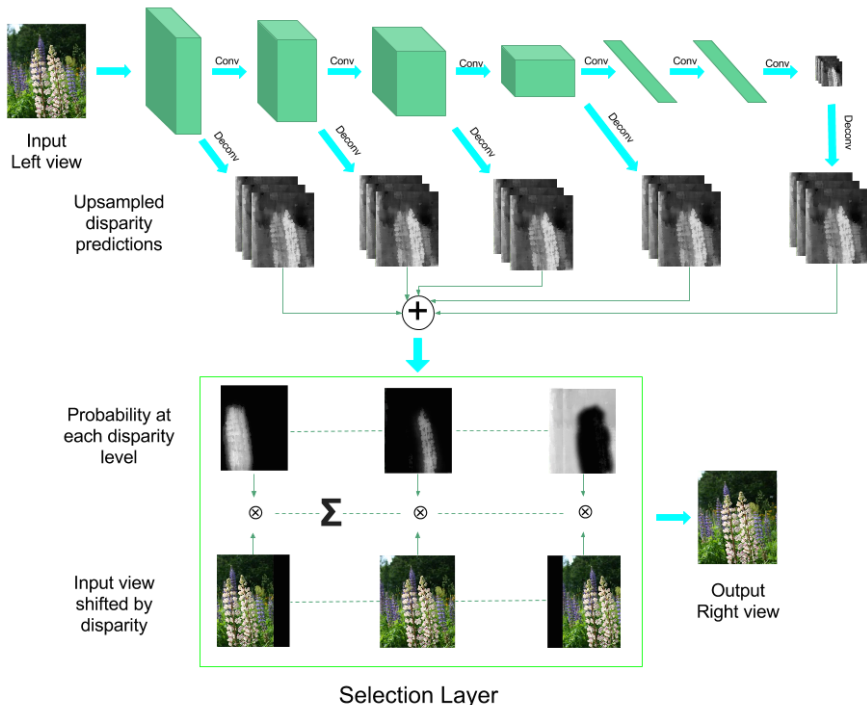 Conv
Conv
Conv
Conv
Conv
Conv
Input
Left view
Deconv
Deconv
Deconv
Deconv
Deconv
Upsampled
disparity
predictions
+
Probability at
each disparity
level
Σ
Input view
shifted by
disparity
Output
Right view
Selection Layer